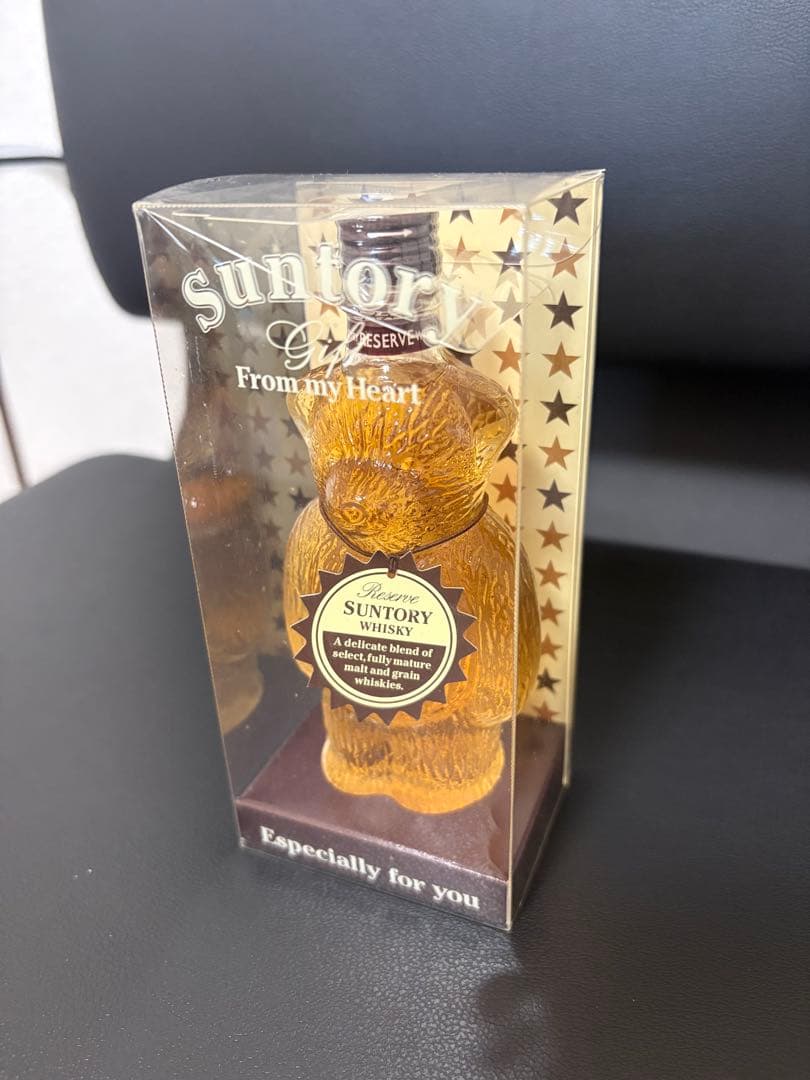 Suntory
Gift
From my Heart
RESERVE
Reserve
SUNTORY
WHISKY
A delicate blend of
select, fully mature
malt and grain
whiskies.
Especially for you